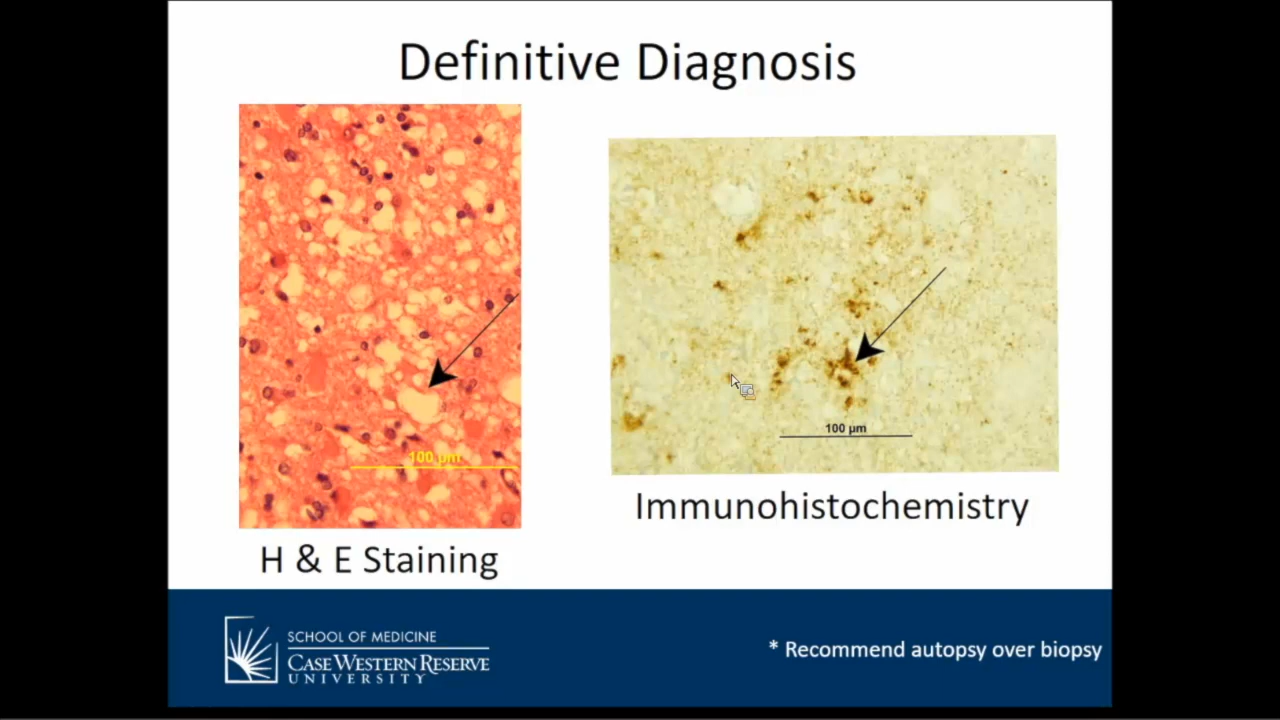 Definitive Diagnosis
100 µm
100 µm
H & E Staining
Immunohistochemistry
SCHOOL OF MEDICINE
CASE WESTERN RESERVE
UNIVERSITY
* Recommend autopsy over biopsy